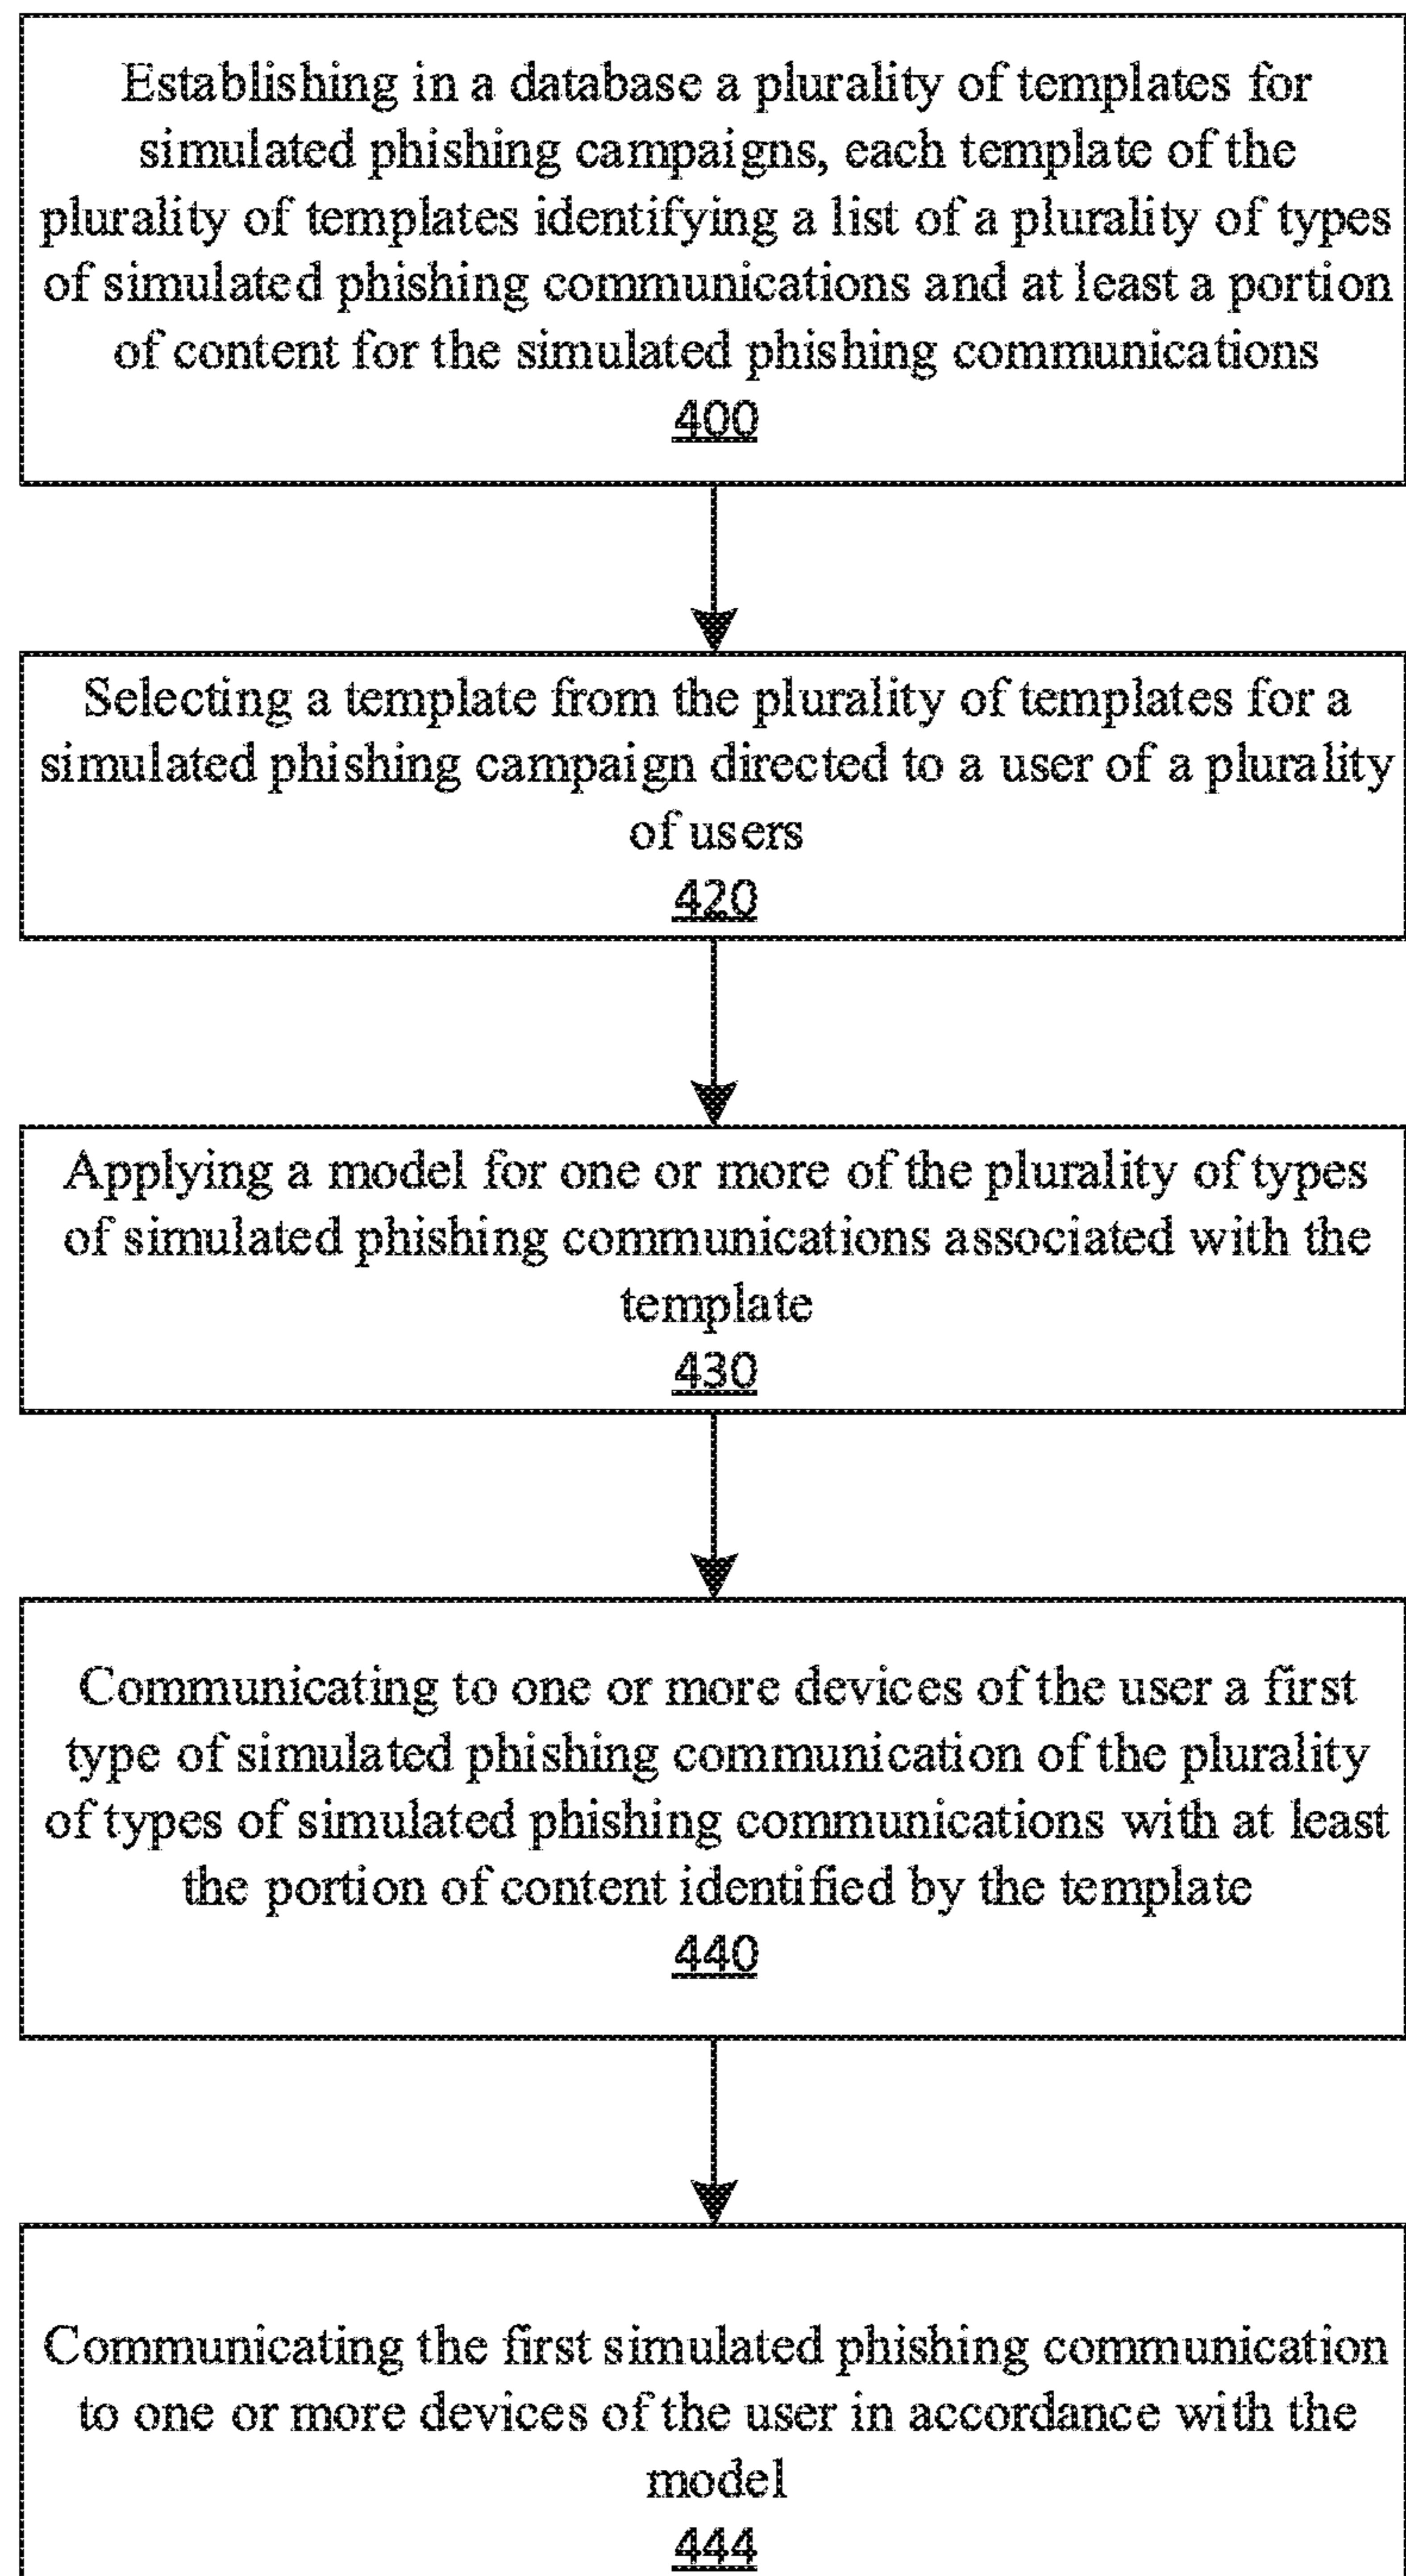 Establishing in a database a plurality of templates for
simulated phishing campaigns, each template of the
plurality of templates identifying a list of a plurality of types
of simulated phishing communications and at least a portion
of content for the simulated phishing communications
400
Selecting a template from the plurality of templates for a
simulated phishing campaign directed to a user of a plurality
of users
420
Applying a model for one or more of the plurality of types
of simulated phishing communications associated with the
template
430
Communicating to one or more devices of the user a first
type of simulated phishing communication of the plurality
of types of simulated phishing communications with at least
the portion of content identified by the template
440
Communicating the first simulated phishing communication
to one or more devices of the user in accordance with the
model
444